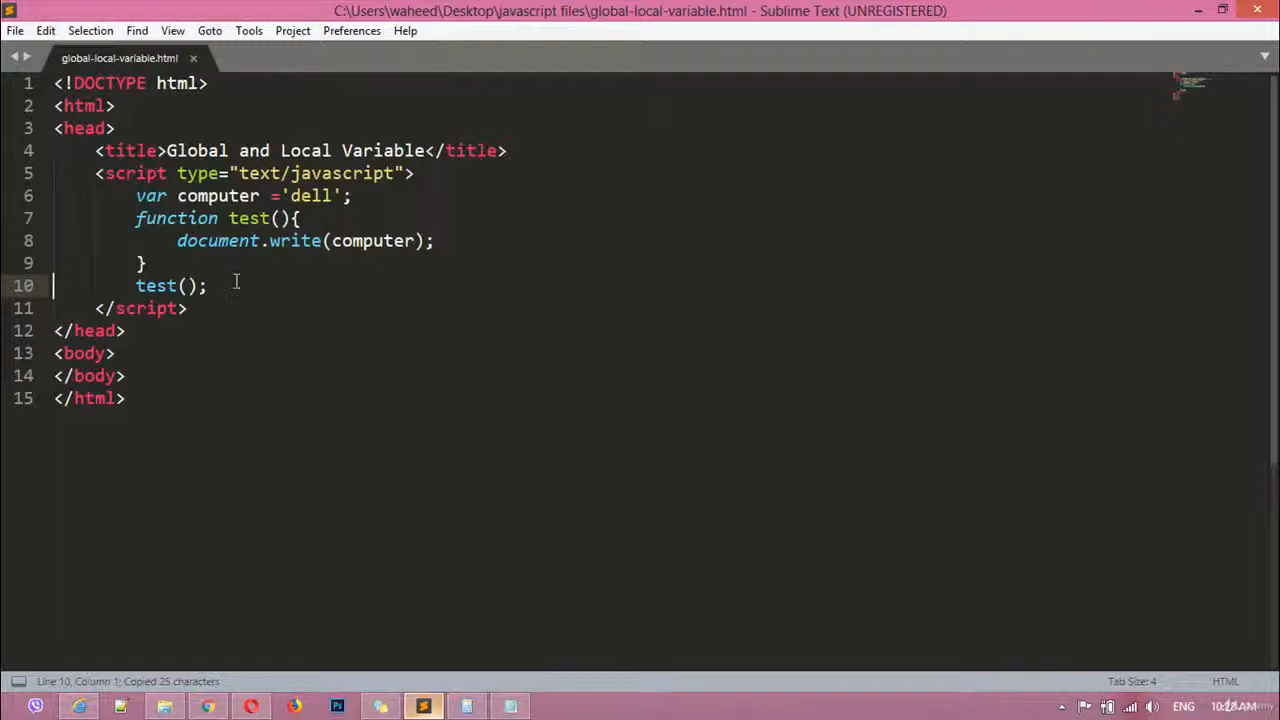 C:\Users\waheed\Desktop\javascript files\global-local-variable.html - Sublime Text (UNREGISTERED)
File Edit Selection Find View Goto Tools Project Preferences Help
global-local-variable.html
1 <!DOCTYPE html>
2 <html>
3 <head>
4 <title>Global and Local Variable</title>
5 <script type="text/javascript">
6 var computer ='dell';
7 function test(){
8 document.write(computer);
9 }
10 test();
11 </script>
12 </head>
13 <body>
14 </body>
15 </html>
Line 10, Column 1; Copied 25 characters
Tab Size: 4
HTML
Ps
ENG